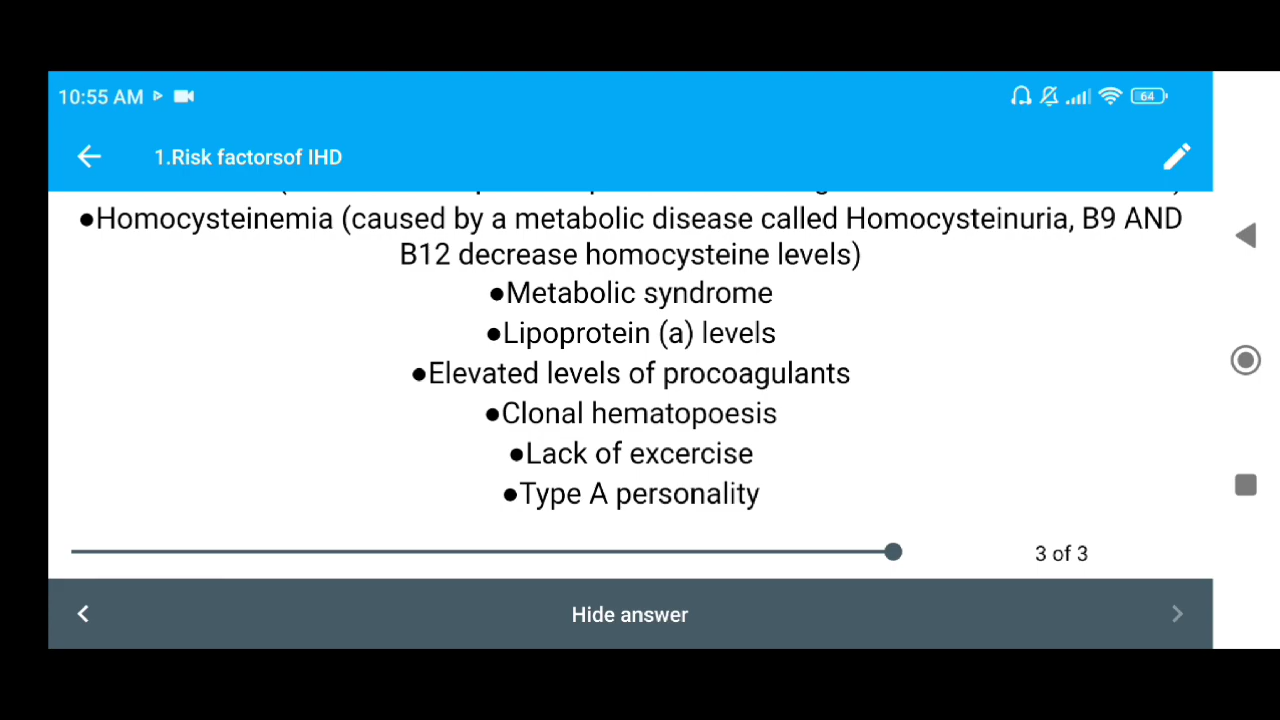 10:55 AM
64
1.Risk factorsof IHD
●Homocysteinemia (caused by a metabolic disease called Homocysteinuria, B9 AND
B12 decrease homocysteine levels)
●Metabolic syndrome
●Lipoprotein (a) levels
●Elevated levels of procoagulants
●Clonal hematopoesis
●Lack of excercise
●Type A personality
3 of 3
Hide answer